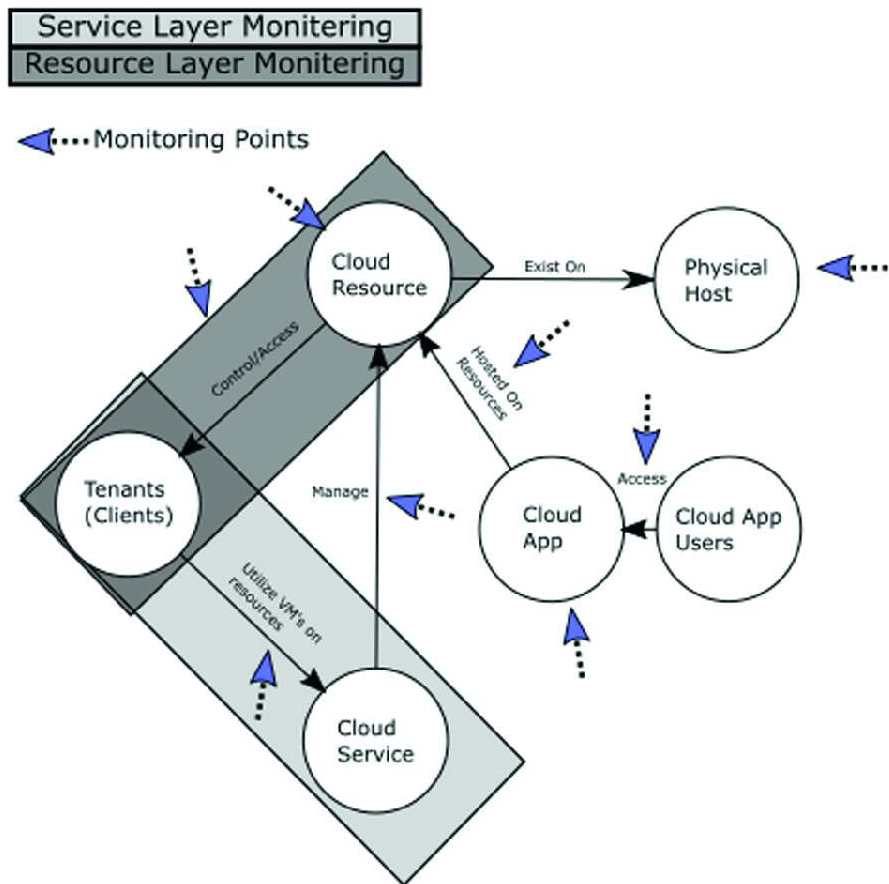 Service Layer Monitering
Resource Layer Monitering
Monitoring Points
Cloud
Resource
Exist On
Physical
Host
Control/Access
Hosted On
Resources
Tenants
(Clients)
Manage
Cloud
App
Access
Cloud App
Users
Utilize VM's on
resources
Cloud
Service